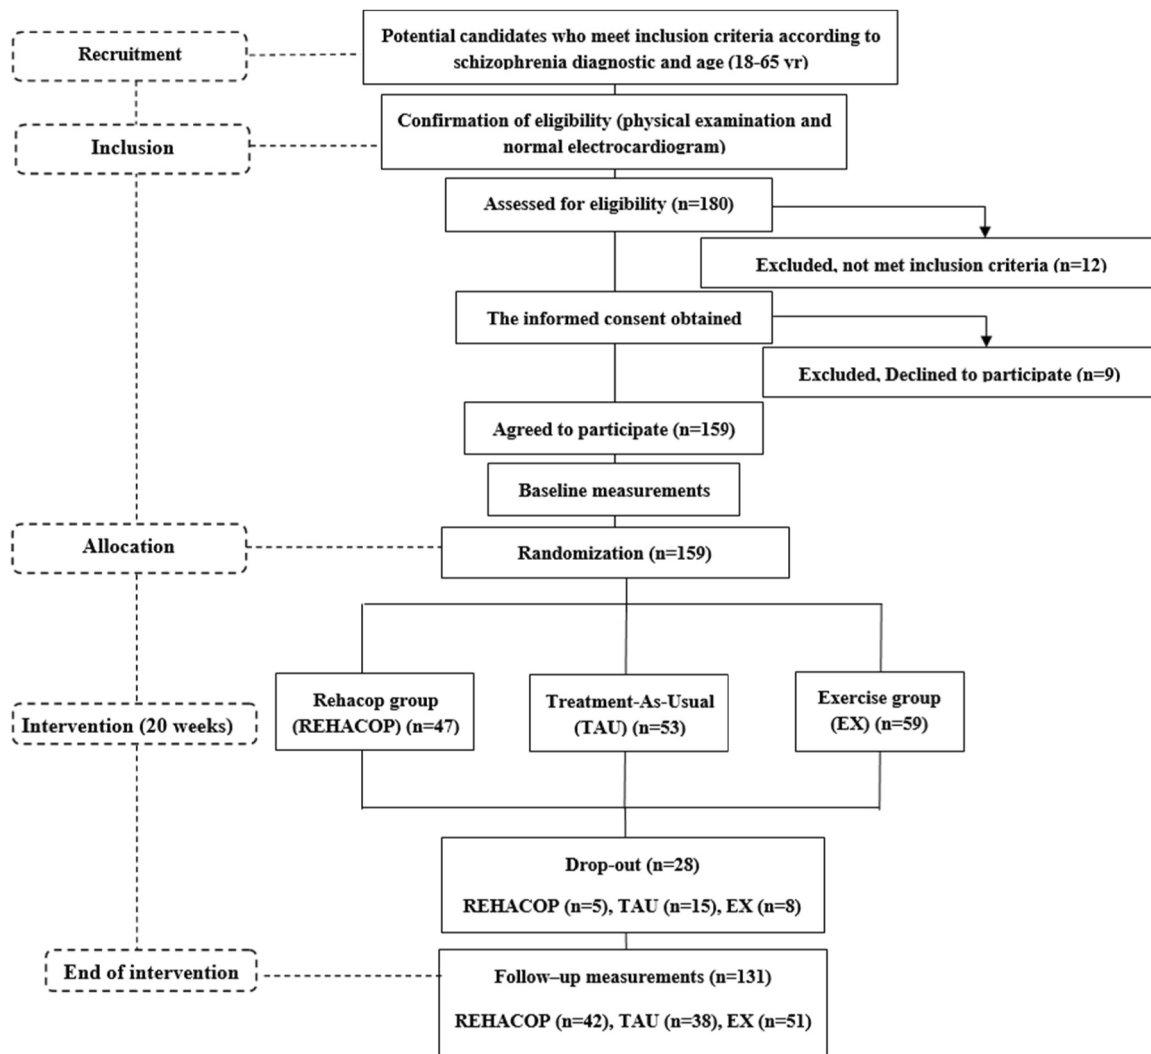 Recruitment
Potential candidates who meet inclusion criteria according to
schizophrenia diagnostic and age (18-65 yr)
Inclusion
Confirmation of eligibility (physical examination and
normal electrocardiogram)
Assessed for eligibility (n=180)
Excluded, not met inclusion criteria (n=12)
The informed consent obtained
Excluded, Declined to participate (n=9)
Agreed to participate (n=159)
Baseline measurements
Allocation
Randomization (n=159)
Intervention (20 weeks)
Rehacop group
(REHACOP) (n=47)
Treatment-As-Usual
(TAU) (n=53)
Exercise group
(EX) (n=59)
Drop-out (n=28)
REHACOP (n=5), TAU (n=15), EX (n=8)
End of intervention
Follow–up measurements (n=131)
REHACOP (n=42), TAU (n=38), EX (n=51)